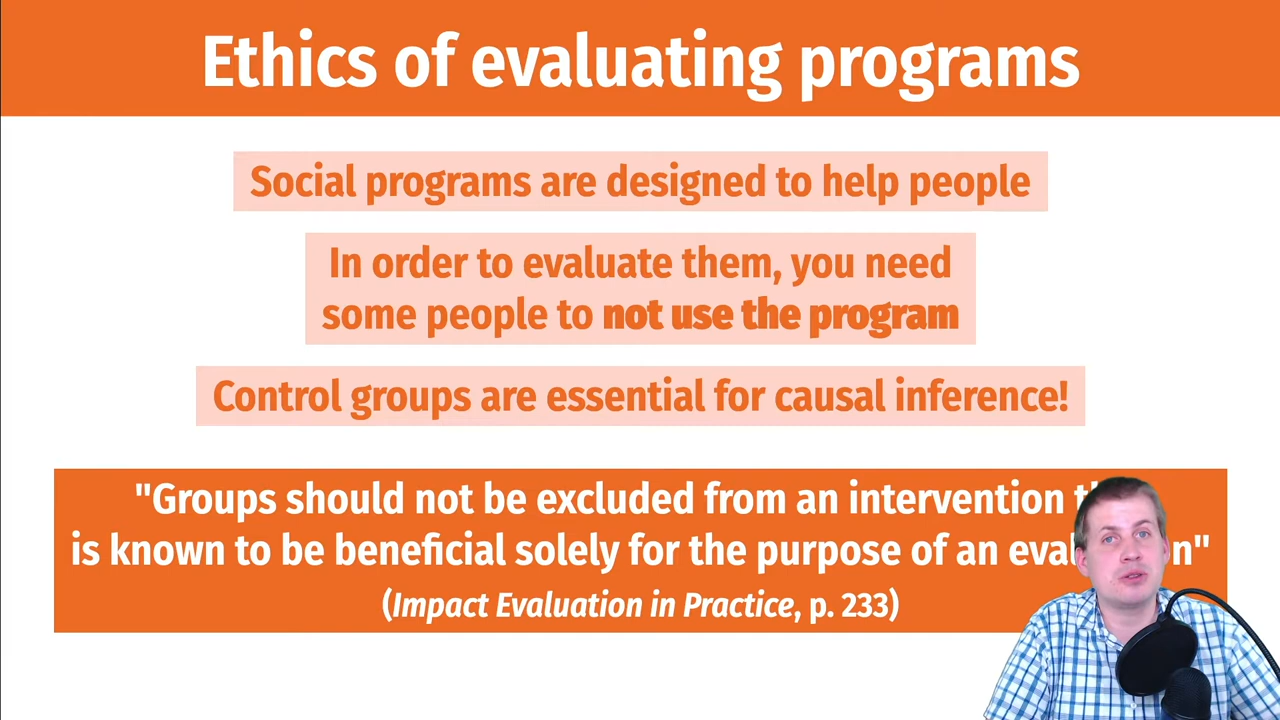 Ethics of evaluating programs
Social programs are designed to help people
In order to evaluate them, you need
some people to not use the program
Control groups are essential for causal inference!
"Groups should not be excluded from an intervention
is known to be beneficial solely for the purpose of an
(Impact Evaluation in Practice, p. 233)